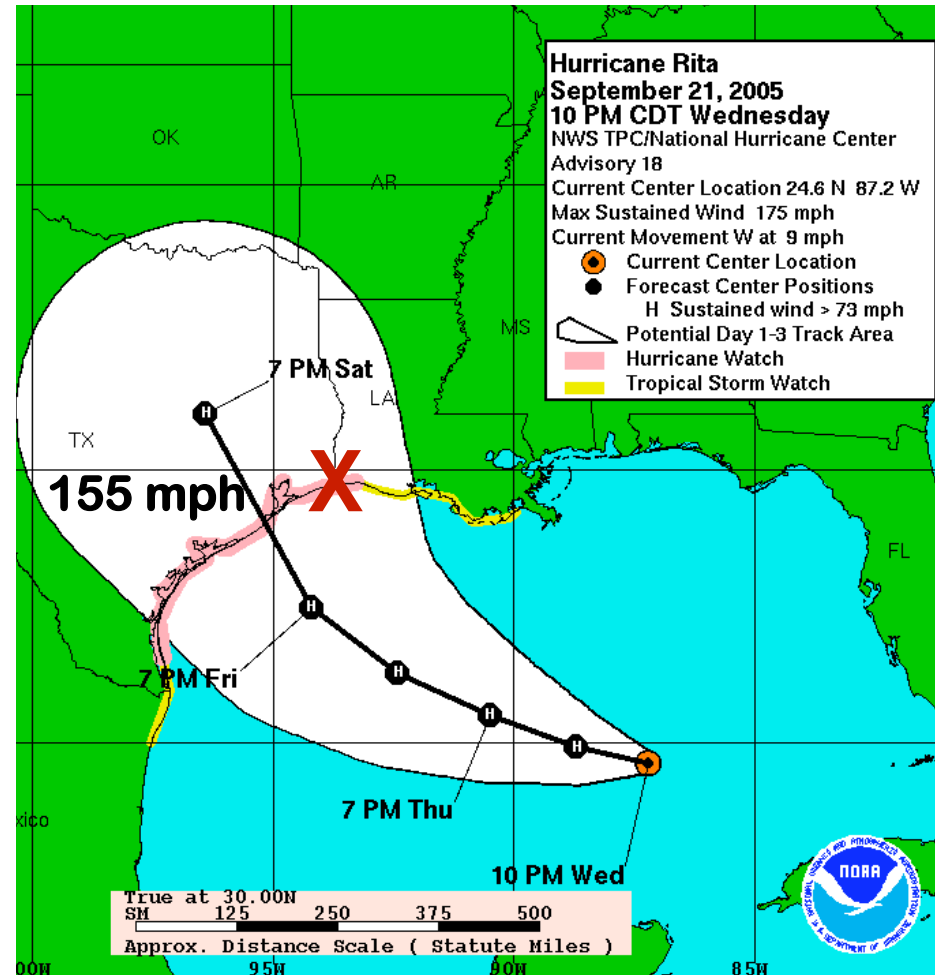 Hurricane Rita
September 21, 2005
10 PM CDT Wednesday
NWS TPC/National Hurricane Center
Advisory 18
Current Center Location 24.6 N 87.2 W
Max Sustained Wind 175 mph
Current Movement W at 9 mph
Current Center Location
Forecast Center Positions
H Sustained wind > 73 mph
Potential Day 1-3 Track Area
Hurricane Watch
Tropical Storm Watch
OK
AR
MS
7 PM Sat
LA
H
TX
X
155 mph
FL
H
H
7 PM Fri
H
H
7 PM Thu
xico
10 PM Wed
NOAA
True at 30.00N
SM 125 250 375 500
Approx. Distance Scale ( Statute Miles )
00W 95W 90W 85W